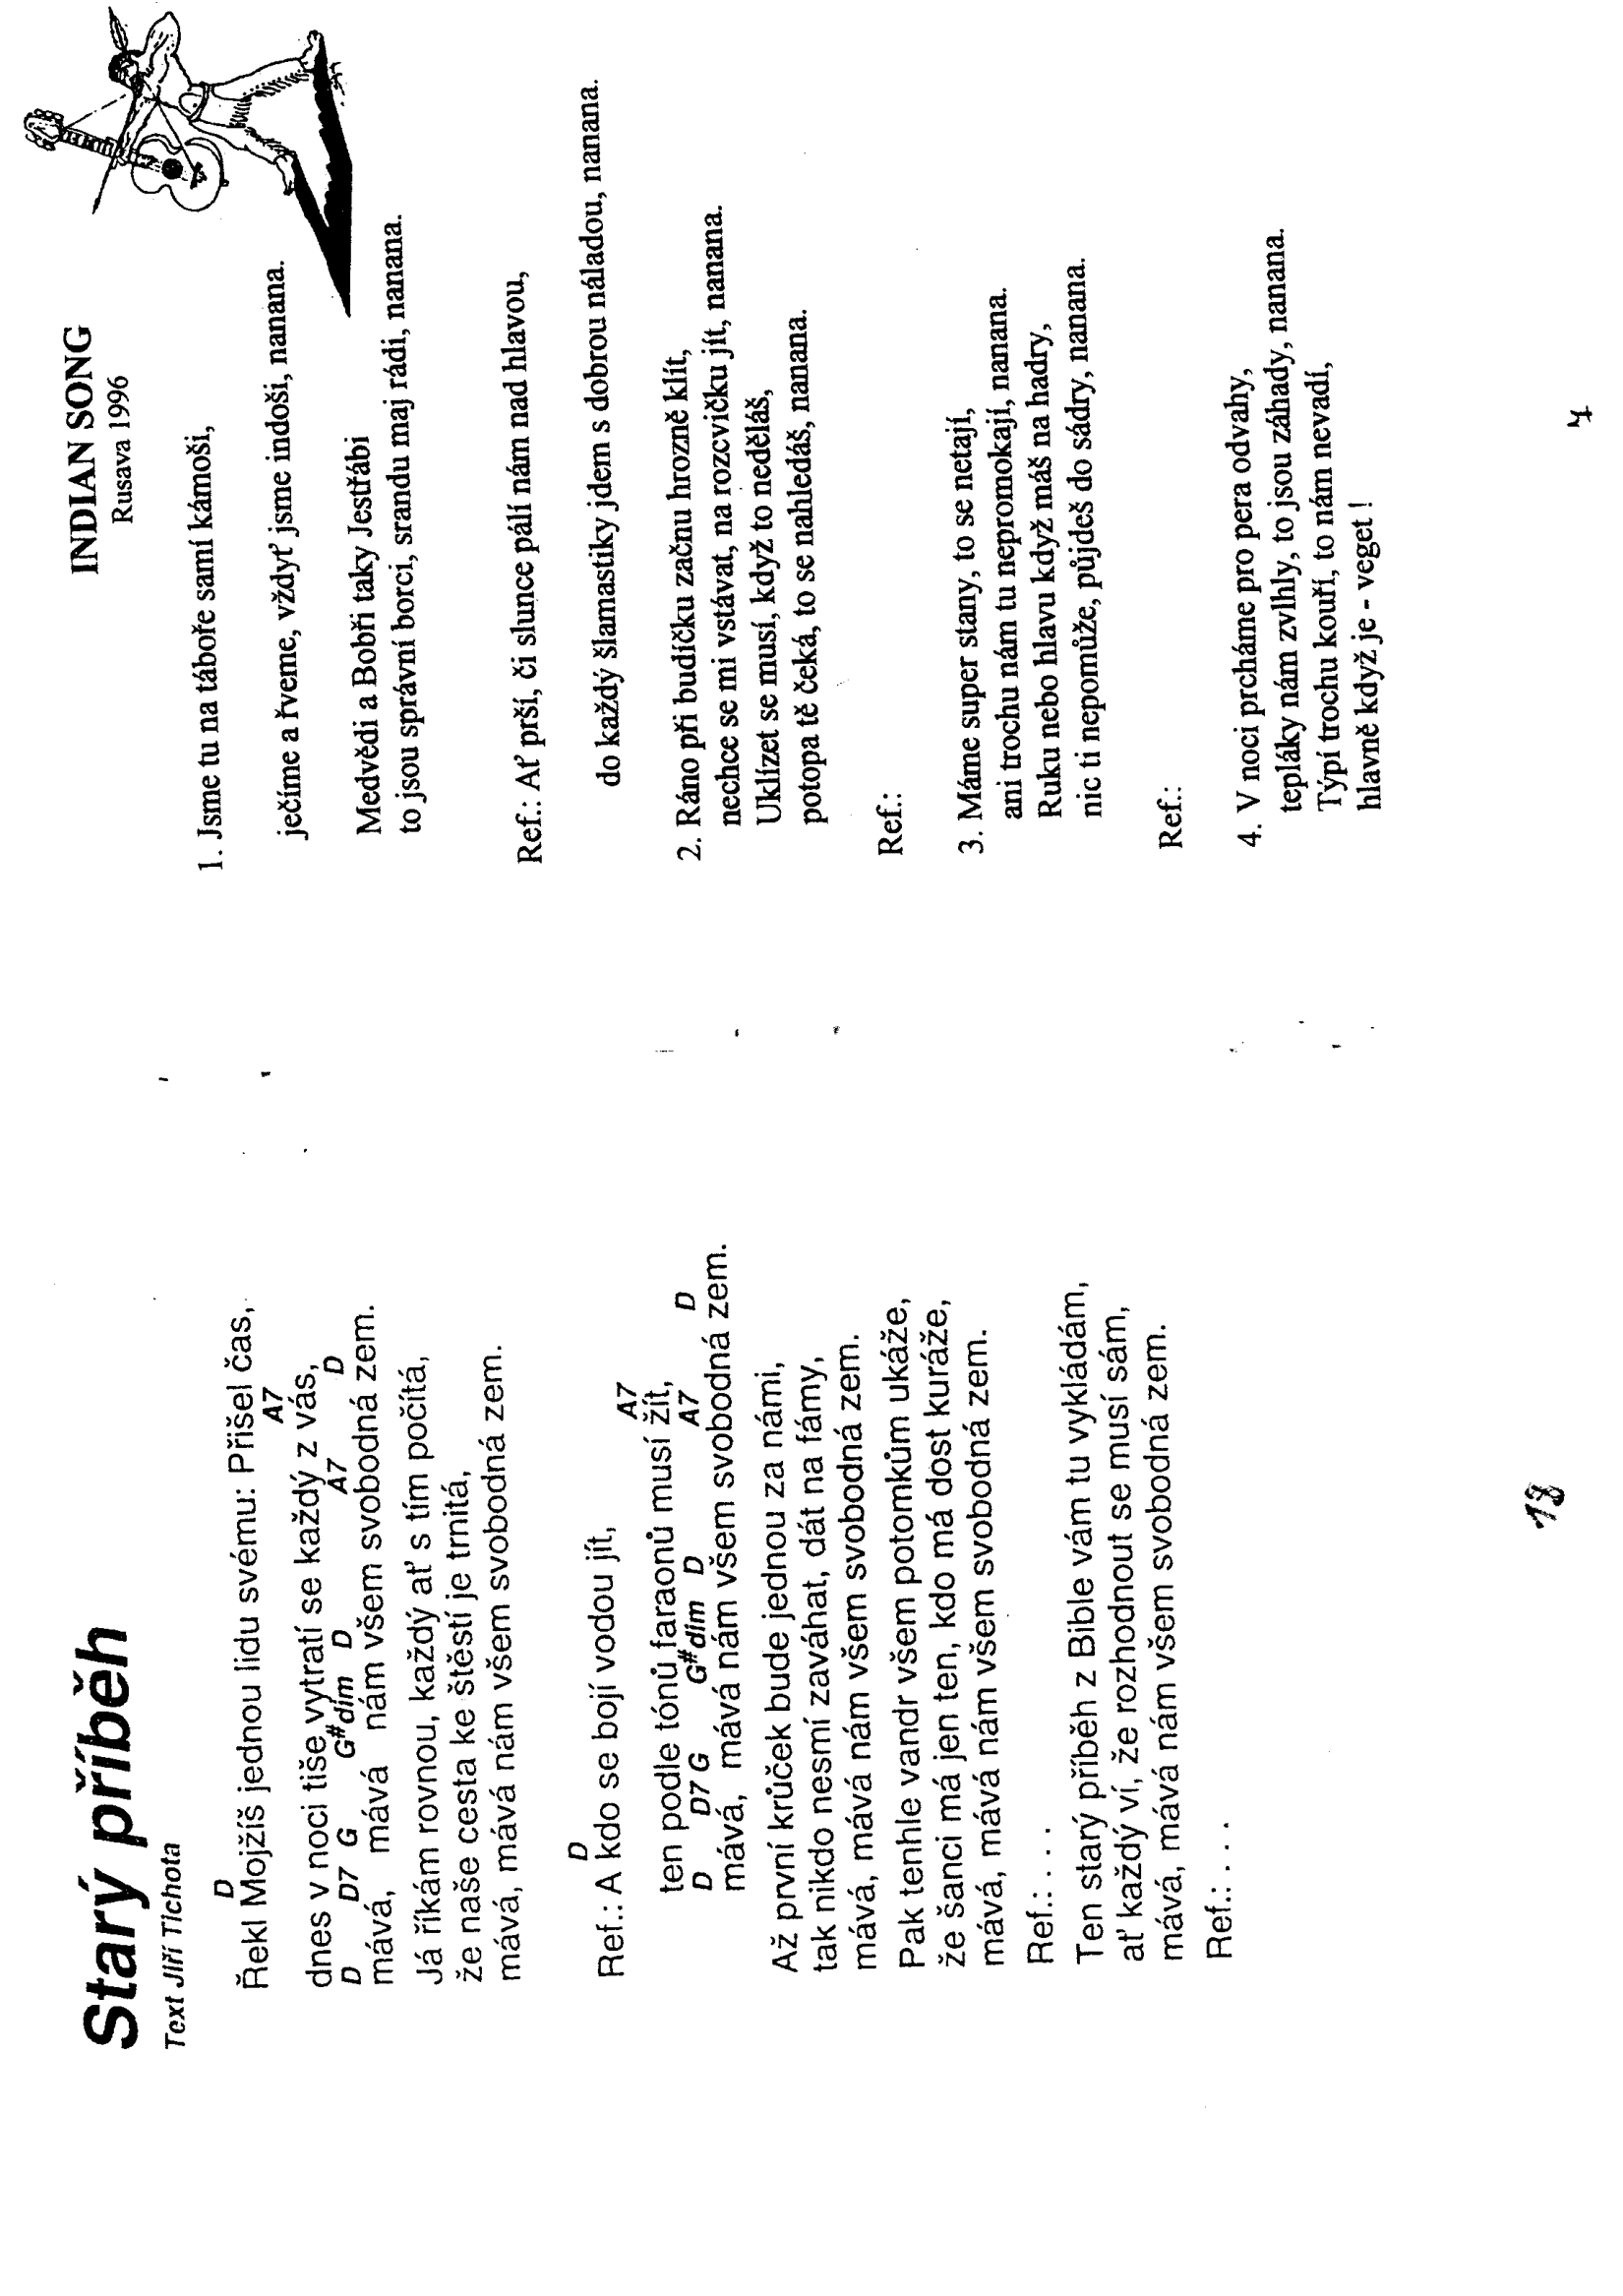 Starý příběh
Text Jiří Tichota
D
Řekl Mojžíš jednou lidu svému: Přišel čas,
A7
dnes v noci tiše vytratí se každý z vás,
D D7 G G#dim D A7 D
mává, mává nám všem svobodná zem.
Já říkám rovnou, každý ať s tím počítá,
že naše cesta ke štěstí je trnitá,
mává, mává nám všem svobodná zem.
D
Ref.: A kdo se bojí vodou jít,
A7
ten podle tónů faraonů musí žít,
D D7 G G#dim D A7 D
mává, mává nám všem svobodná zem.
Až první krůček bude jednou za námi,
tak nikdo nesmí zaváhat, dát na fámy,
mává, mává nám všem svobodná zem.
Pak tenhle vandr všem potomkům ukáže,
že šanci má jen ten, kdo má dost kuráže,
mává, mává nám všem svobodná zem.
Ref.:...
Ten starý příběh z Bible vám tu vykládám,
ať každý ví, že rozhodnout se musí sám,
mává, mává nám všem svobodná zem.
Ref.:...
18
INDIAN SONG
Rusava 1996
1. Jsme tu na táboře samí kámoši,
ječíme a řveme, vždyť jsme indoši, nanana.
Medvědi a Bobři taky Jestřábi
to jsou správní borci, srandu maj rádi, nanana.
Ref.: Ať prší, či slunce pálí nám nad hlavou,
do každý šlamastiky jdem s dobrou náladou, nanana.
2. Ráno při budíčku začnu hrozně klít,
nechce se mi vstávat, na rozcvičku jít, nanana.
Uklízet se musí, když to neděláš,
potopa tě čeká, to se nahledáš, nanana.
Ref.:
3. Máme super stany, to se netají,
ani trochu nám tu nepromokají, nanana.
Ruku nebo hlavu když máš na hadry,
nic ti nepomůže, půjdeš do sádry, nanana.
Ref.:
4. V noci prcháme pro pera odvahy,
tepláky nám zvlhly, to jsou záhady, nanana.
Týpí trochu kouří, to nám nevadí,
hlavně když je - veget !